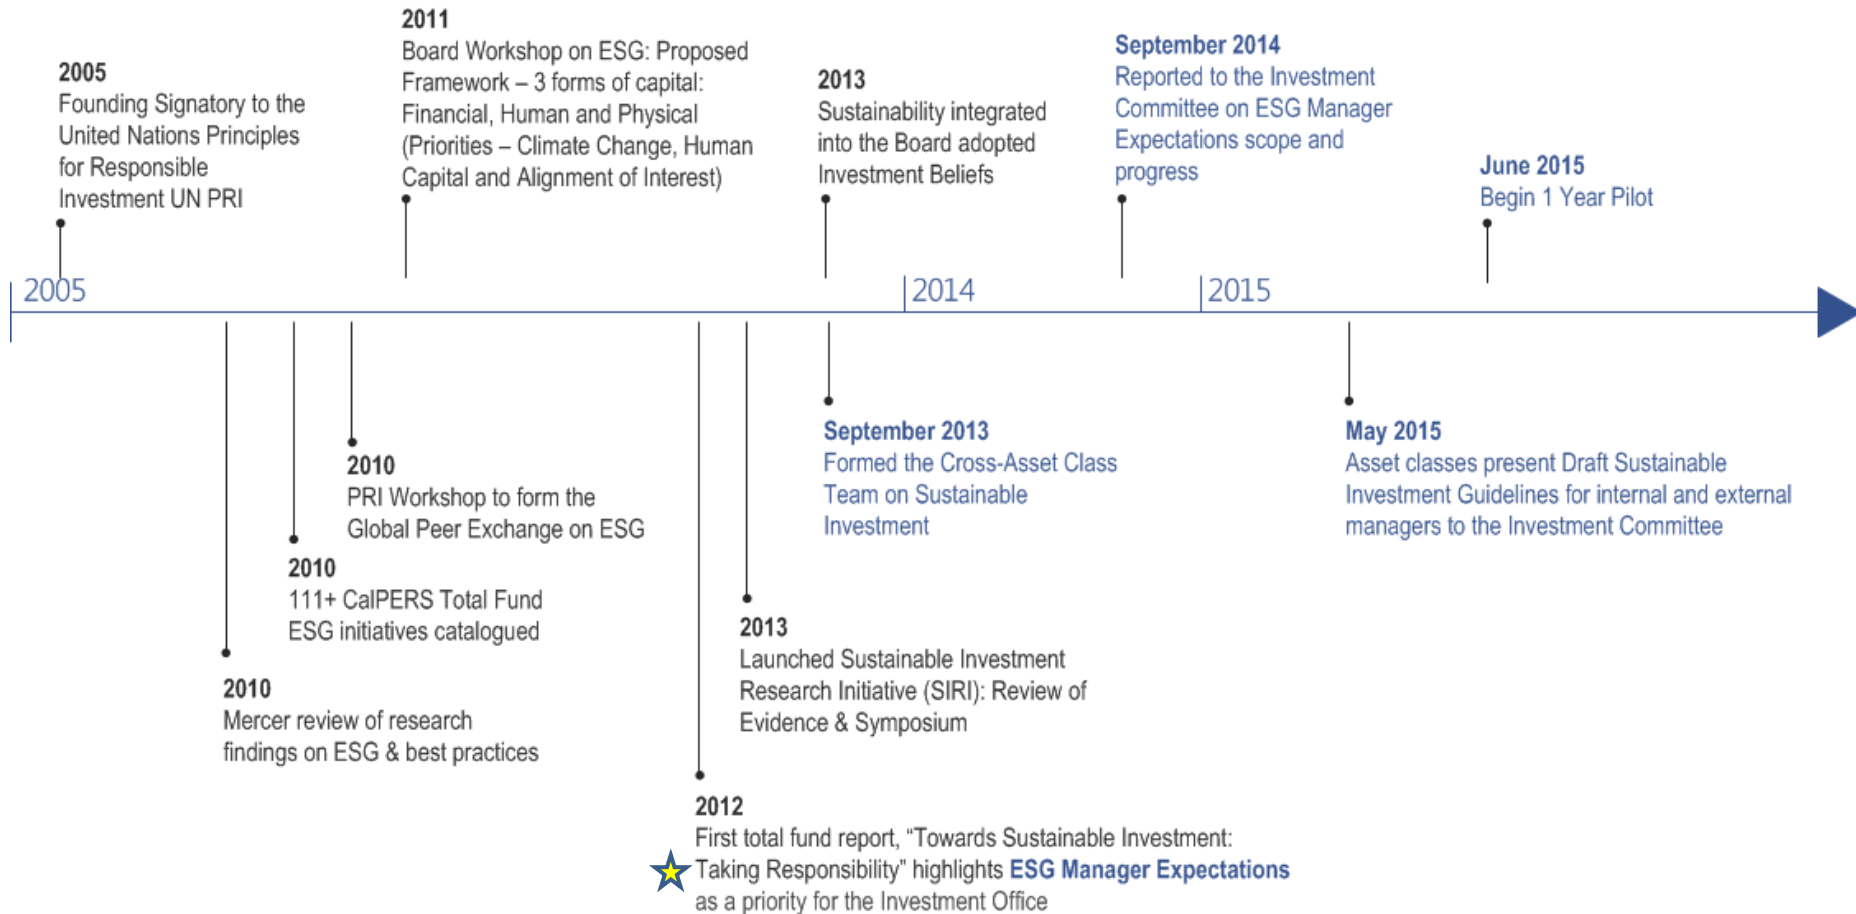 2005
Founding Signatory to the
United Nations Principles
for Responsible
Investment UN PRI
2011
Board Workshop on ESG: Proposed
Framework – 3 forms of capital:
Financial, Human and Physical
(Priorities – Climate Change, Human
Capital and Alignment of Interest)
2013
Sustainability integrated
into the Board adopted
Investment Beliefs
September 2014
Reported to the Investment
Committee on ESG Manager
Expectations scope and
progress
June 2015
Begin 1 Year Pilot
2005
2014
2015
2010
Mercer review of research
findings on ESG & best practices
2010
111+ CalPERS Total Fund
ESG initiatives catalogued
2010
PRI Workshop to form the
Global Peer Exchange on ESG
2012
First total fund report, “Towards Sustainable Investment:
Taking Responsibility” highlights ESG Manager Expectations
as a priority for the Investment Office
2013
Launched Sustainable Investment
Research Initiative (SIRI): Review of
Evidence & Symposium
September 2013
Formed the Cross-Asset Class
Team on Sustainable
Investment
May 2015
Asset classes present Draft Sustainable
Investment Guidelines for internal and external
managers to the Investment Committee